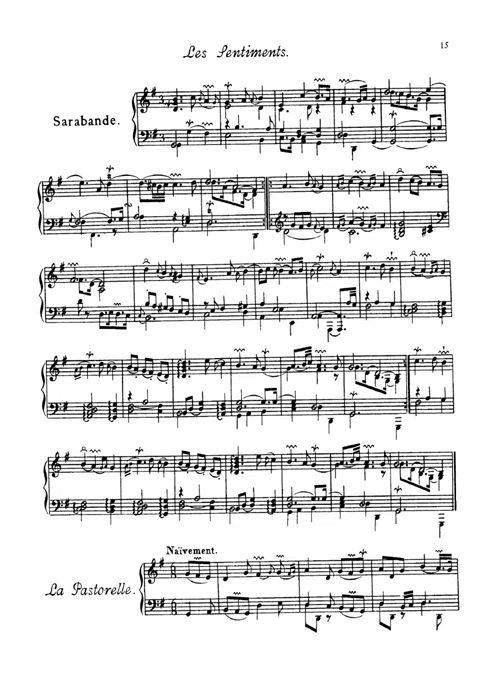 Les Sentiments.
15
Sarabande.
Naïvement.
La Pastorelle.